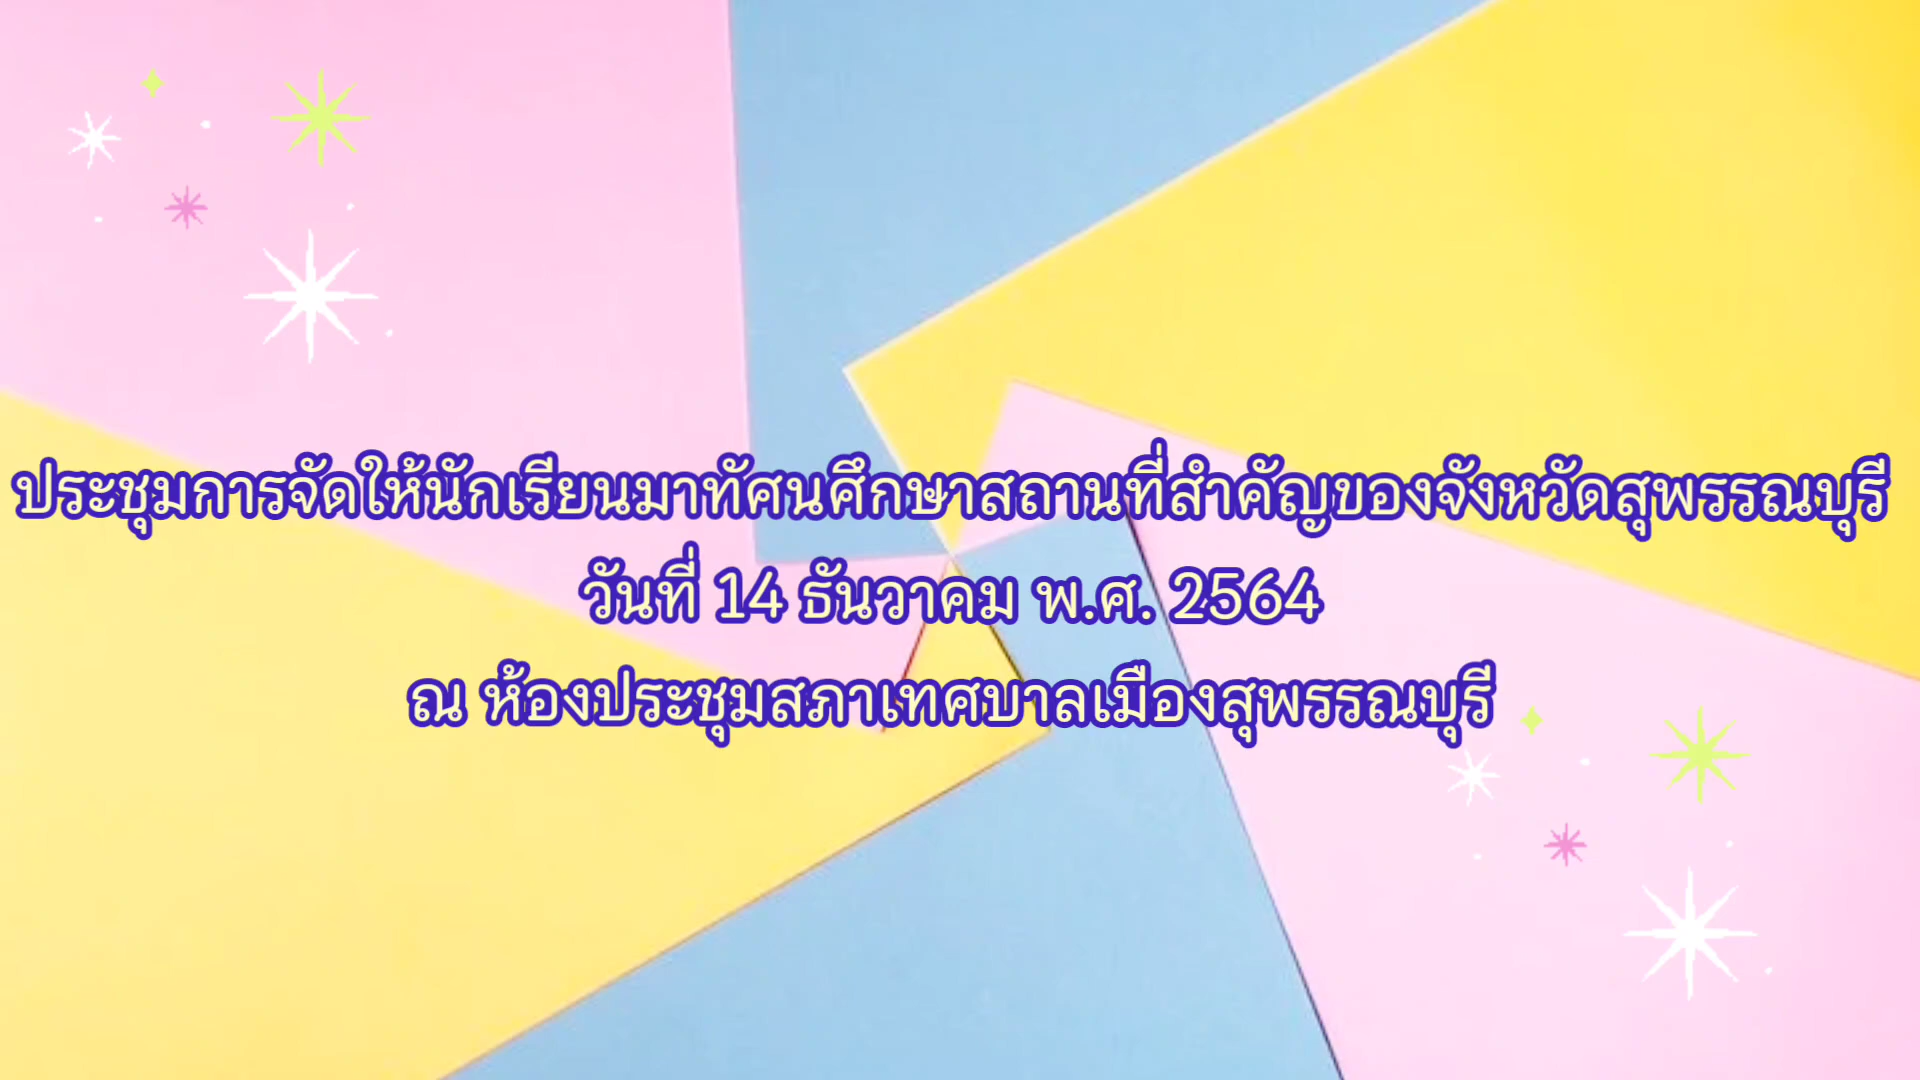 ประชุมการจัดให้นักเรียนมาทัศนศึกษาสถานที่สำคัญของจังหวัดสุพรรณบุรี
วันที่ 14 ธันวาคม พ.ศ. 2564
ณ ห้องประชุมสภาเทศบาลเมืองสุพรรณบุรี